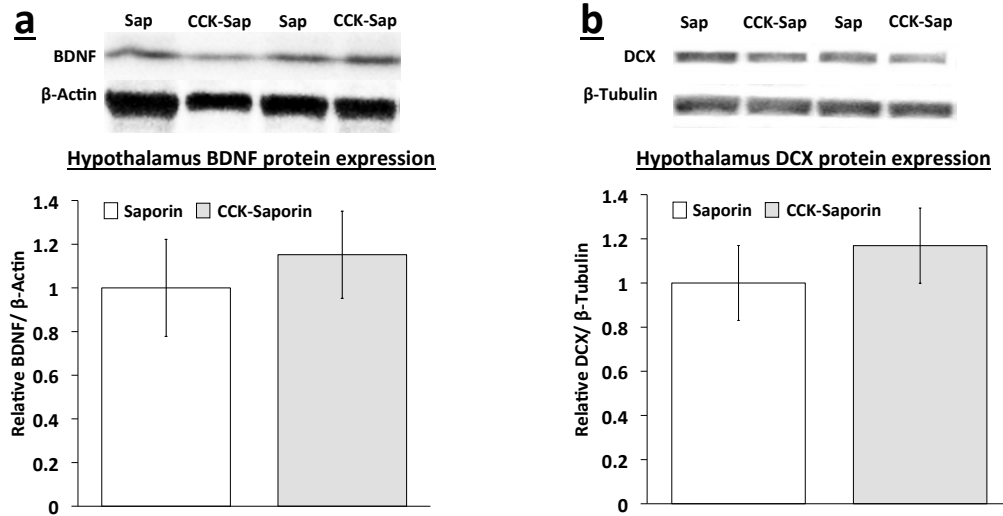 a
Sap CCK-Sap Sap CCK-Sap
BDNF
β-Actin
Hypothalamus BDNF protein expression
Saporin CCK-Saporin
Relative BDNF/ β-Actin
1.4
1.2
1
0.8
0.6
0.4
0.2
0
b
Sap CCK-Sap Sap CCK-Sap
DCX
β-Tubulin
Hypothalamus DCX protein expression
Saporin CCK-Saporin
Relative DCX/ β-Tubulin
1.4
1.2
1
0.8
0.6
0.4
0.2
0